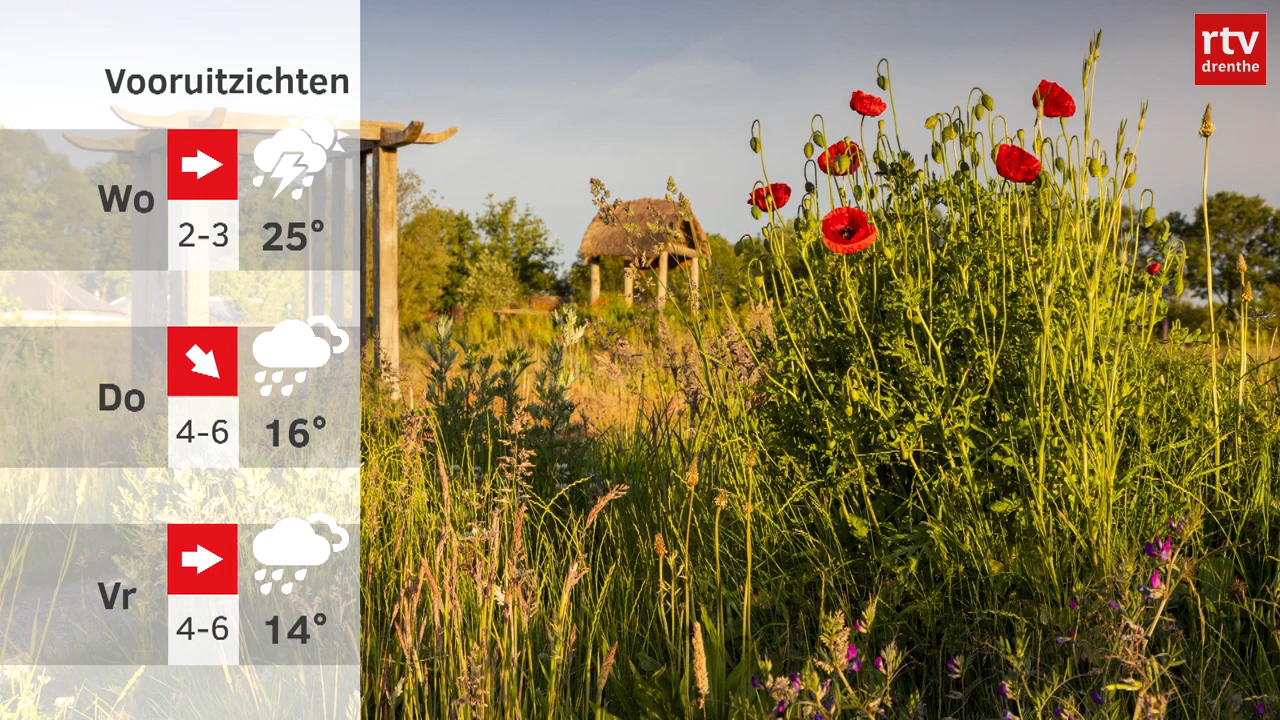 Vooruitzichten
Wo
2-3
25°
Do
4-6
16°
Vr
4-6
14°
rtv
drenthe